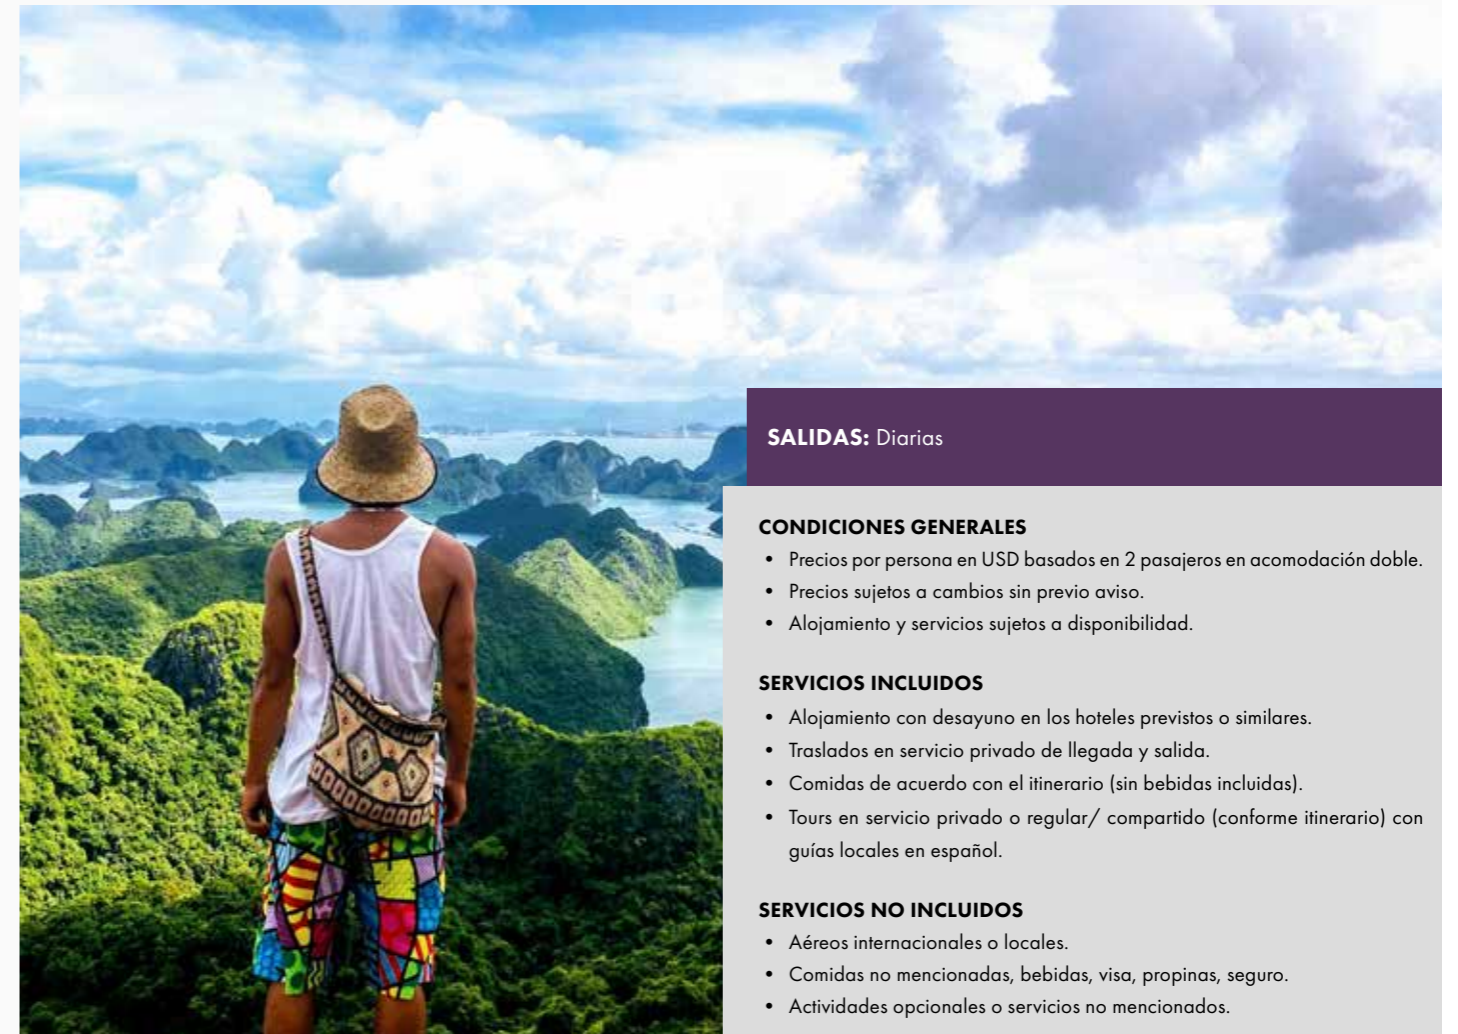 SALIDAS: Diarias
CONDICIONES GENERALES
• Precios por persona en USD basados en 2 pasajeros en acomodación doble.
• Precios sujetos a cambios sin previo aviso.
• Alojamiento y servicios sujetos a disponibilidad.
SERVICIOS INCLUIDOS
• Alojamiento con desayuno en los hoteles previstos o similares.
• Traslados en servicio privado de llegada y salida.
• Comidas de acuerdo con el itinerario (sin bebidas incluidas).
• Tours en servicio privado o regular/ compartido (conforme itinerario) con
guías locales en español.
SERVICIOS NO INCLUIDOS
• Aéreos internacionales o locales.
• Comidas no mencionadas, bebidas, visa, propinas, seguro.
• Actividades opcionales o servicios no mencionados.